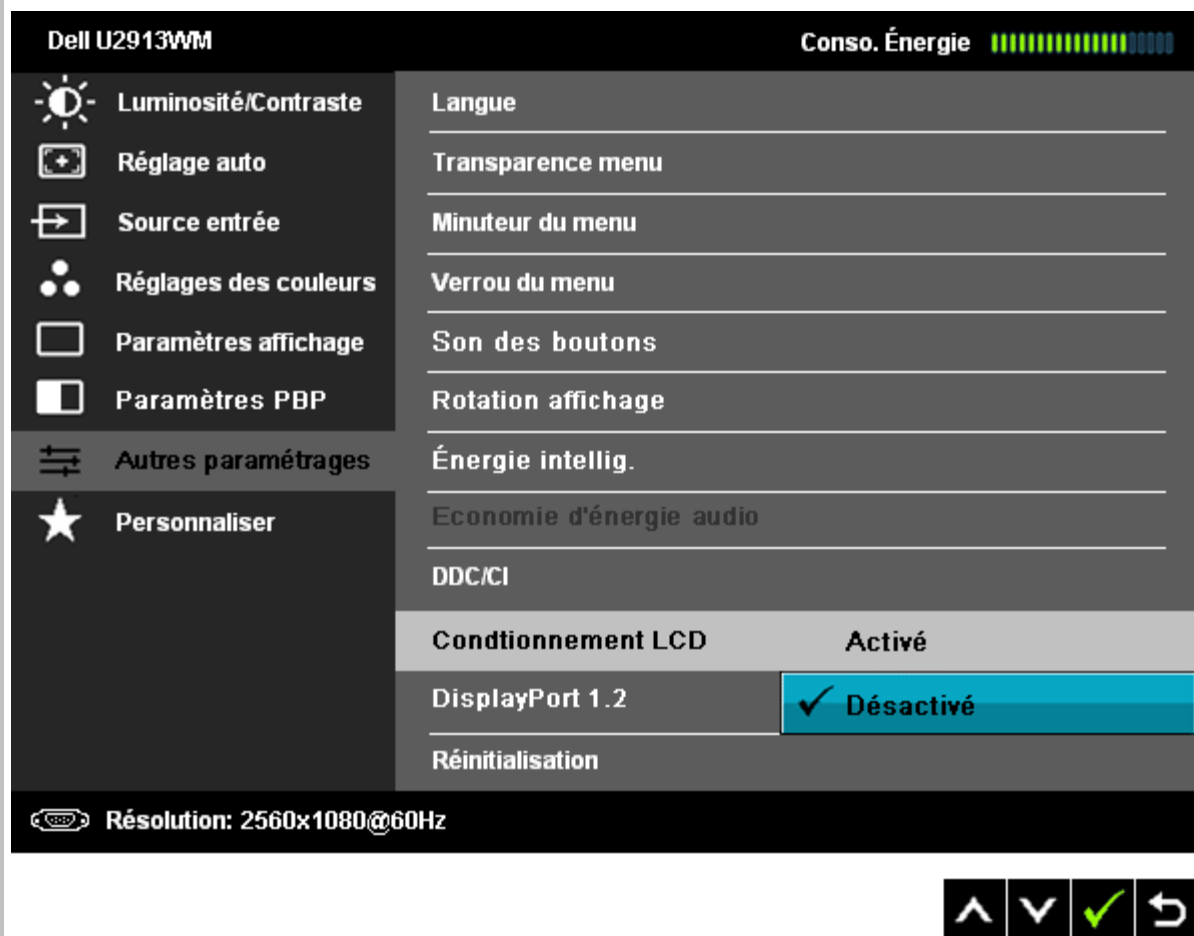 Dell U2913WM
Conso. Énergie
Luminosité/Contraste
Réglage auto
Source entrée
Réglages des couleurs
Paramètres affichage
Paramètres PBP
Autres paramétrages
Personnaliser
Langue
Transparence menu
Minuteur du menu
Verrou du menu
Son des boutons
Rotation affichage
Énergie intellig.
Economie d'énergie audio
DDC/CI
Condtionnement LCD
Activé
DisplayPort 1.2
Désactivé
Réinitialisation
Résolution: 2560x1080@60Hz